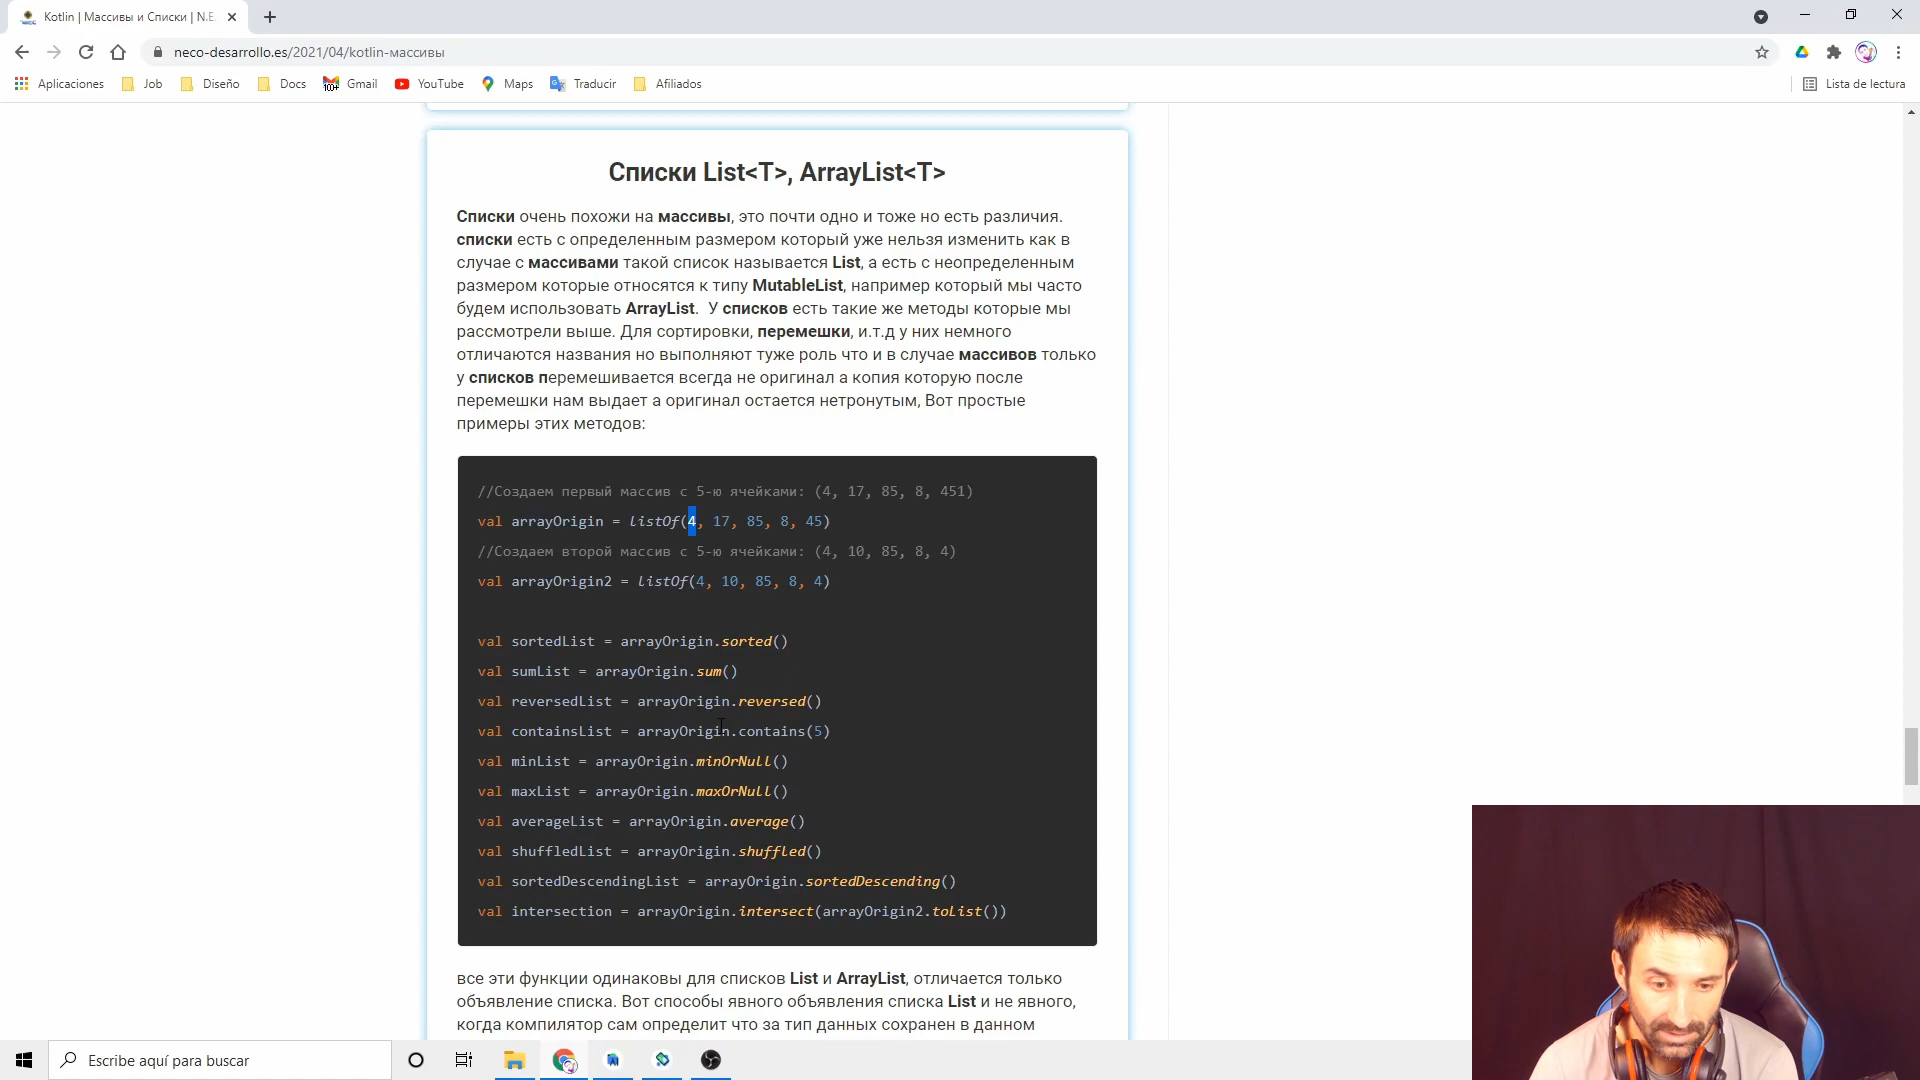 Kotlin | Массивы и Списки | N.E.
neco-desarrollo.es/2021/04/kotlin-массивы
Aplicaciones Job Diseño Docs Gmail YouTube Maps Traducir Afiliados Lista de lectura
Списки List<T>, ArrayList<T>
Списки очень похожи на массивы, это почти одно и тоже но есть различия.
списки есть с определенным размером который уже нельзя изменить как в
случае с массивами такой список называется List, а есть с неопределенным
размером которые относятся к типу MutableList, например который мы часто
будем использовать ArrayList. У списков есть такие же методы которые мы
рассмотрели выше. Для сортировки, перемешки, и.т.д у них немного
отличаются названия но выполняют туже роль что и в случае массивов только
у списков перемешивается всегда не оригинал а копия которую после
перемешки нам выдает а оригинал остается нетронутым, Вот простые
примеры этих методов:
//Создаем первый массив с 5-ю ячейками: (4, 17, 85, 8, 451)
val arrayOrigin = listOf(4, 17, 85, 8, 45)
//Создаем второй массив с 5-ю ячейками: (4, 10, 85, 8, 4)
val arrayOrigin2 = listOf(4, 10, 85, 8, 4)
val sortedList = arrayOrigin.sorted()
val sumList = arrayOrigin.sum()
val reversedList = arrayOrigin.reversed()
val containsList = arrayOrigin.contains(5)
val minList = arrayOrigin.minOrNull()
val maxList = arrayOrigin.maxOrNull()
val averageList = arrayOrigin.average()
val shuffledList = arrayOrigin.shuffled()
val sortedDescendingList = arrayOrigin.sortedDescending()
val intersection = arrayOrigin.intersect(arrayOrigin2.toList())
все эти функции одинаковы для списков List и ArrayList, отличается только
объявление списка. Вот способы явного объявления списка List и не явного,
когда компилятор сам определит что за тип данных сохранен в данном
Escribe aquí para buscar